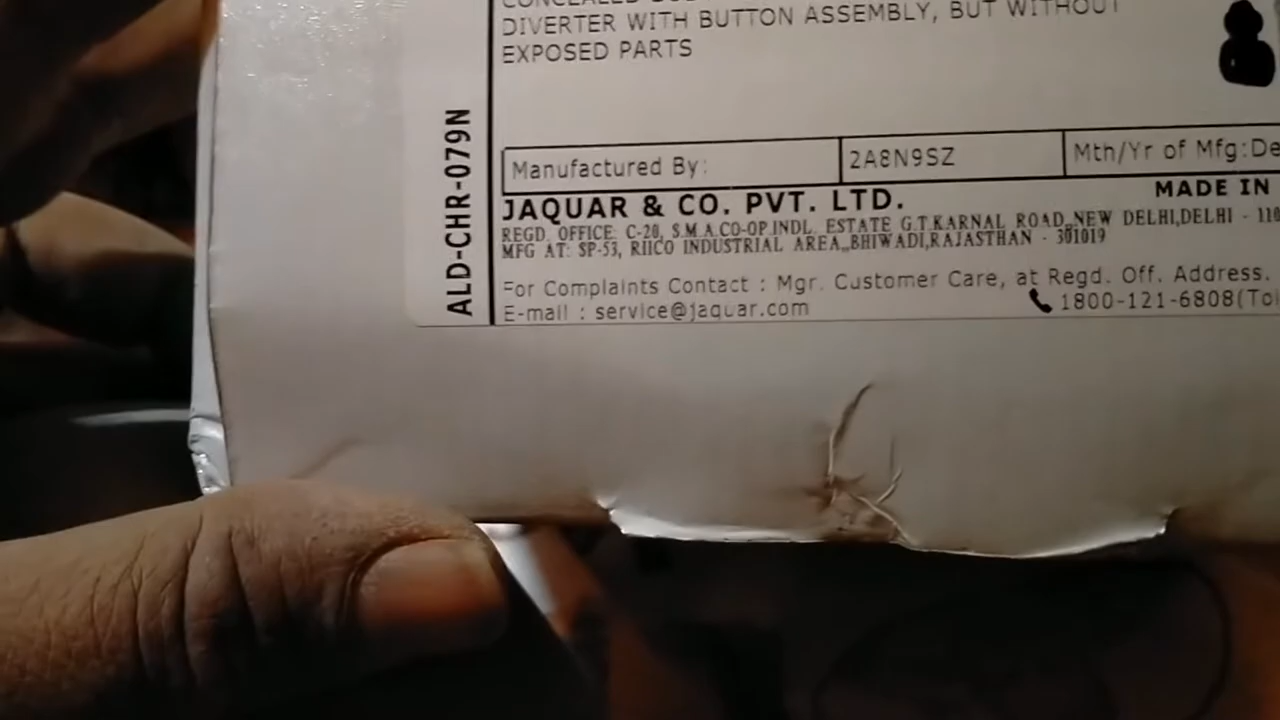 DIVERTER WITH BUTTON ASSEMBLY, BUT WITHOUT
EXPOSED PARTS
ALD-CHR-079N
Manufactured By: 2A8N9SZ Mth/Yr of Mfg:De
JAQUAR & CO. PVT. LTD. MADE IN
REGD. OFFICE: C-20, S.M.A.CO-OP.INDL. ESTATE G.T.KARNAL ROAD,,NEW DELHI,DELHI - 110
MFG AT: SP-53, RIICO INDUSTRIAL AREA,,BHIWADI,RAJASTHAN - 301019
For Complaints Contact : Mgr. Customer Care, at Regd. Off. Address.
E-mail : service@jaquar.com 1800-121-6808(Tol